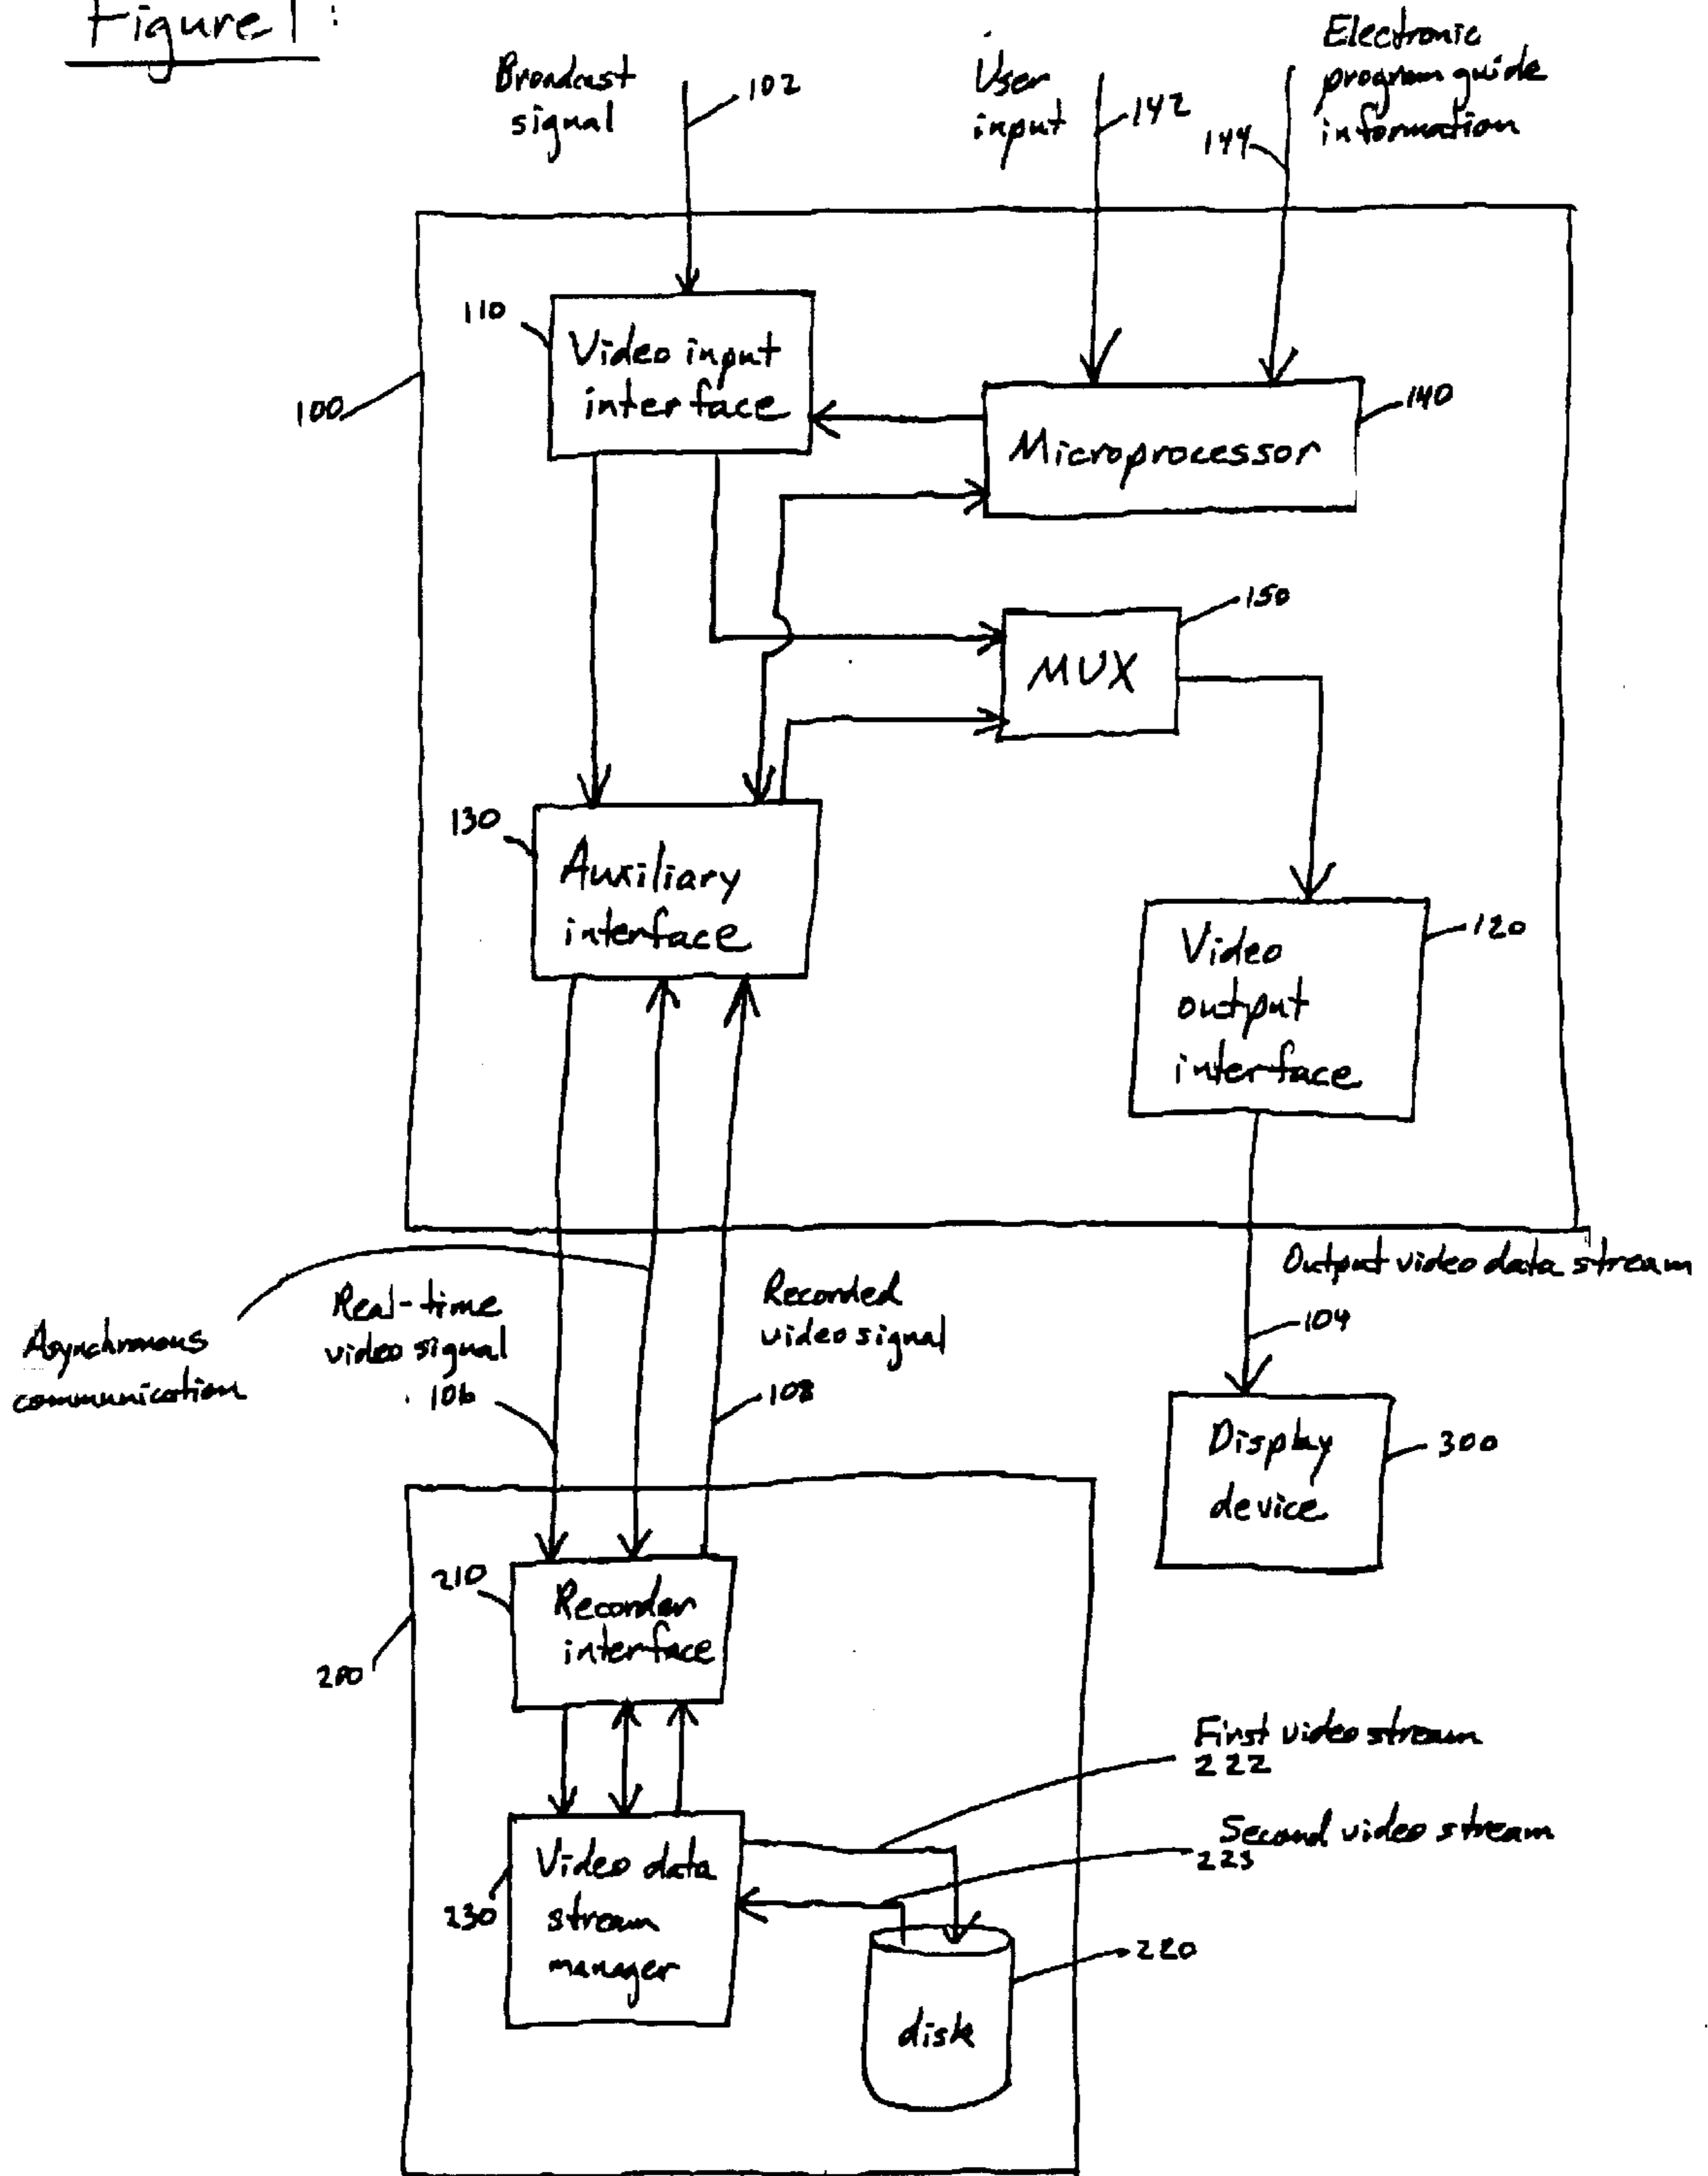 Figure 1:
Broadcast
signal
102
User
input
142
Electronic
program guide
information
144
110
Video input
interface
100
140
Microprocessor
150
MUX
130
Auxiliary
interface
120
Video
output
interface
Output video data stream
104
Asynchronous
communication
Real-time
video signal
106
Recorded
video signal
108
Display
device
300
210
Recorder
interface
200
First video stream
222
Second video stream
223
230
Video data
stream
manager
220
disk